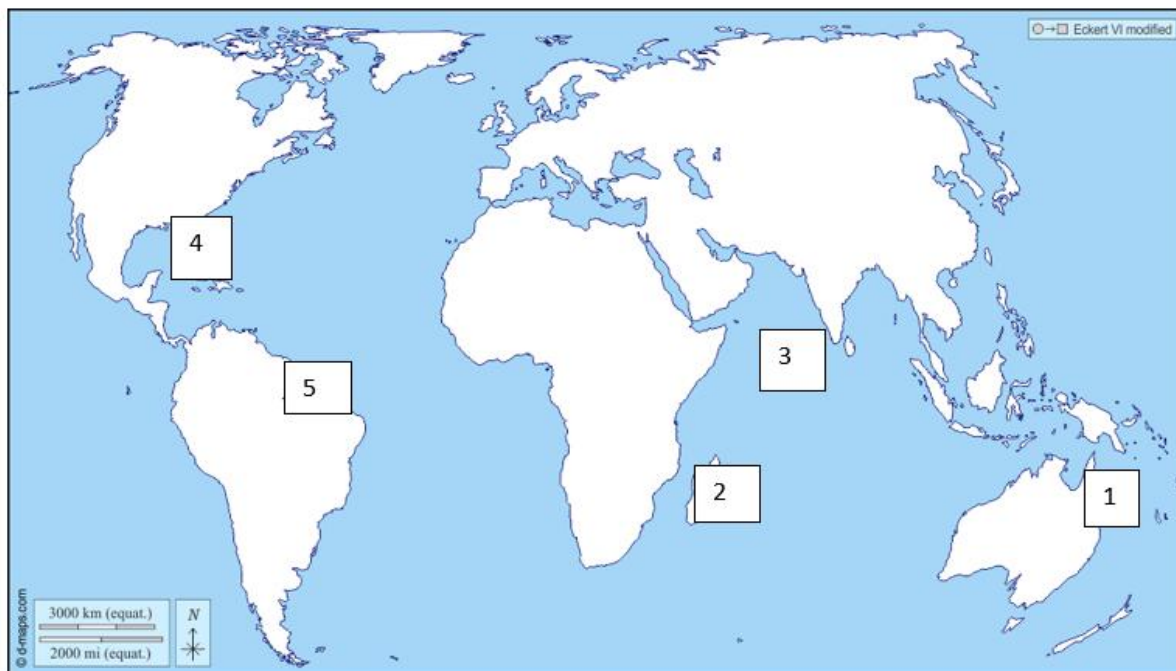 Eckert VI modified
4
3
5
2
1
3000 km (equat.)
2000 mi (equat.)
N
© d-maps.com